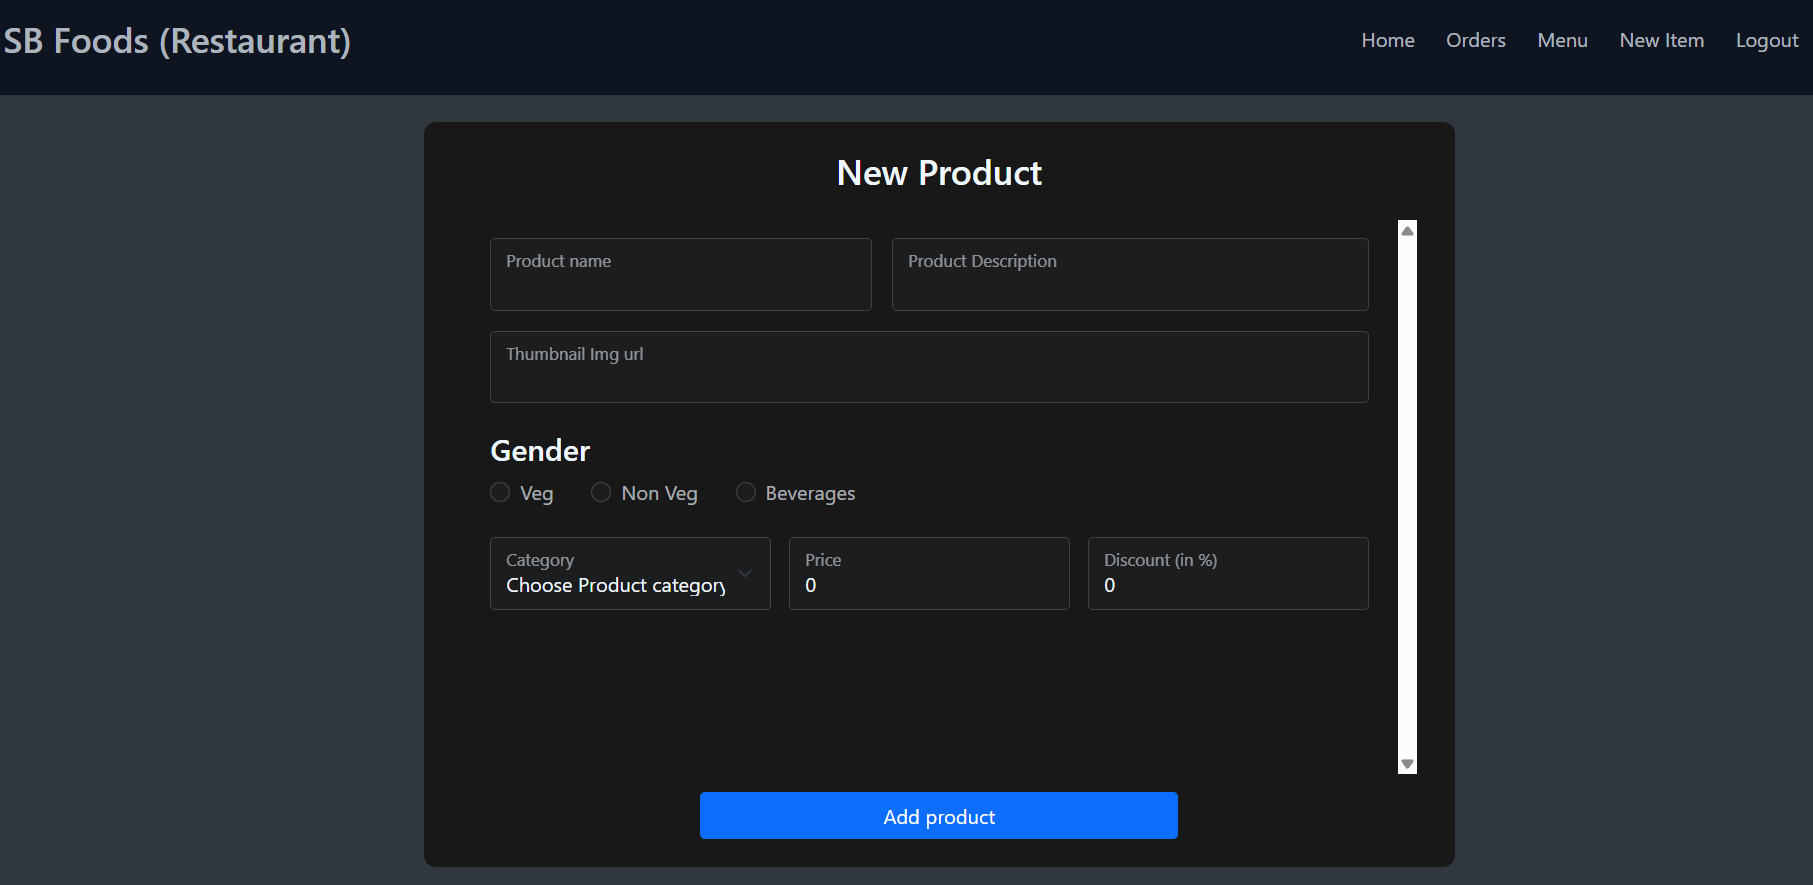 SB Foods (Restaurant)
Home Orders Menu New Item Logout
New Product
Product name
Product Description
Thumbnail Img url
Gender
Veg Non Veg Beverages
Category
Choose Product category
Price
0
Discount (in %)
0
Add product